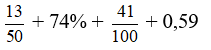 13/50 + 74% + 41/100 + 0,59